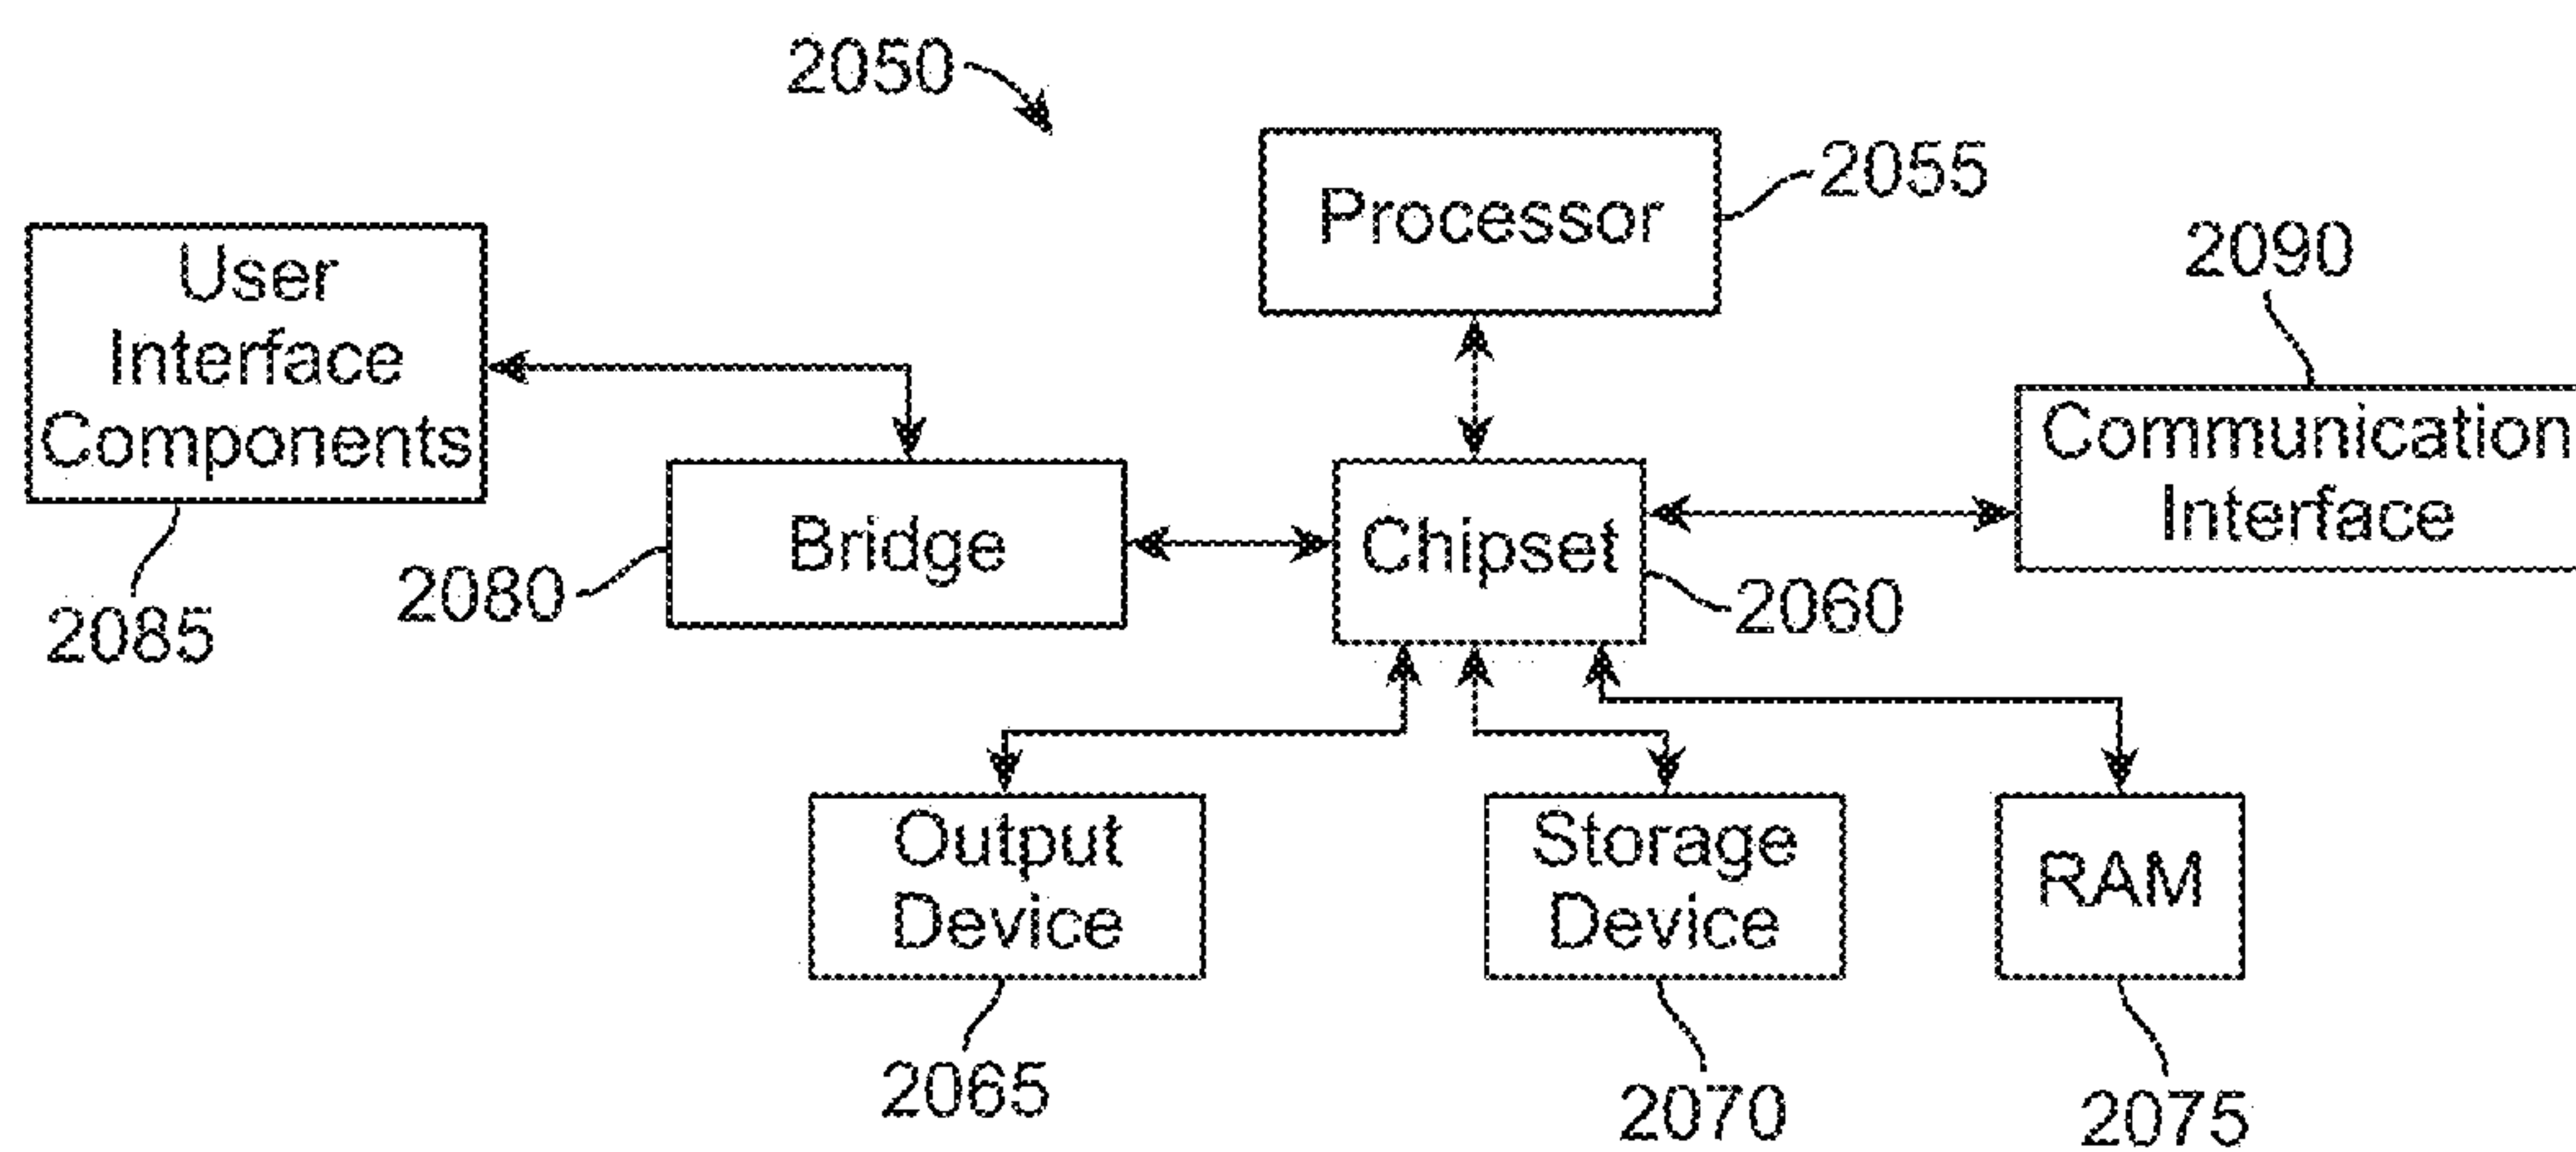 2050
Processor
2055
User
Interface
Components
2085
2090
Communication
Interface
Bridge
2080
Chipset
2060
Output
Device
2065
Storage
Device
2070
RAM
2075